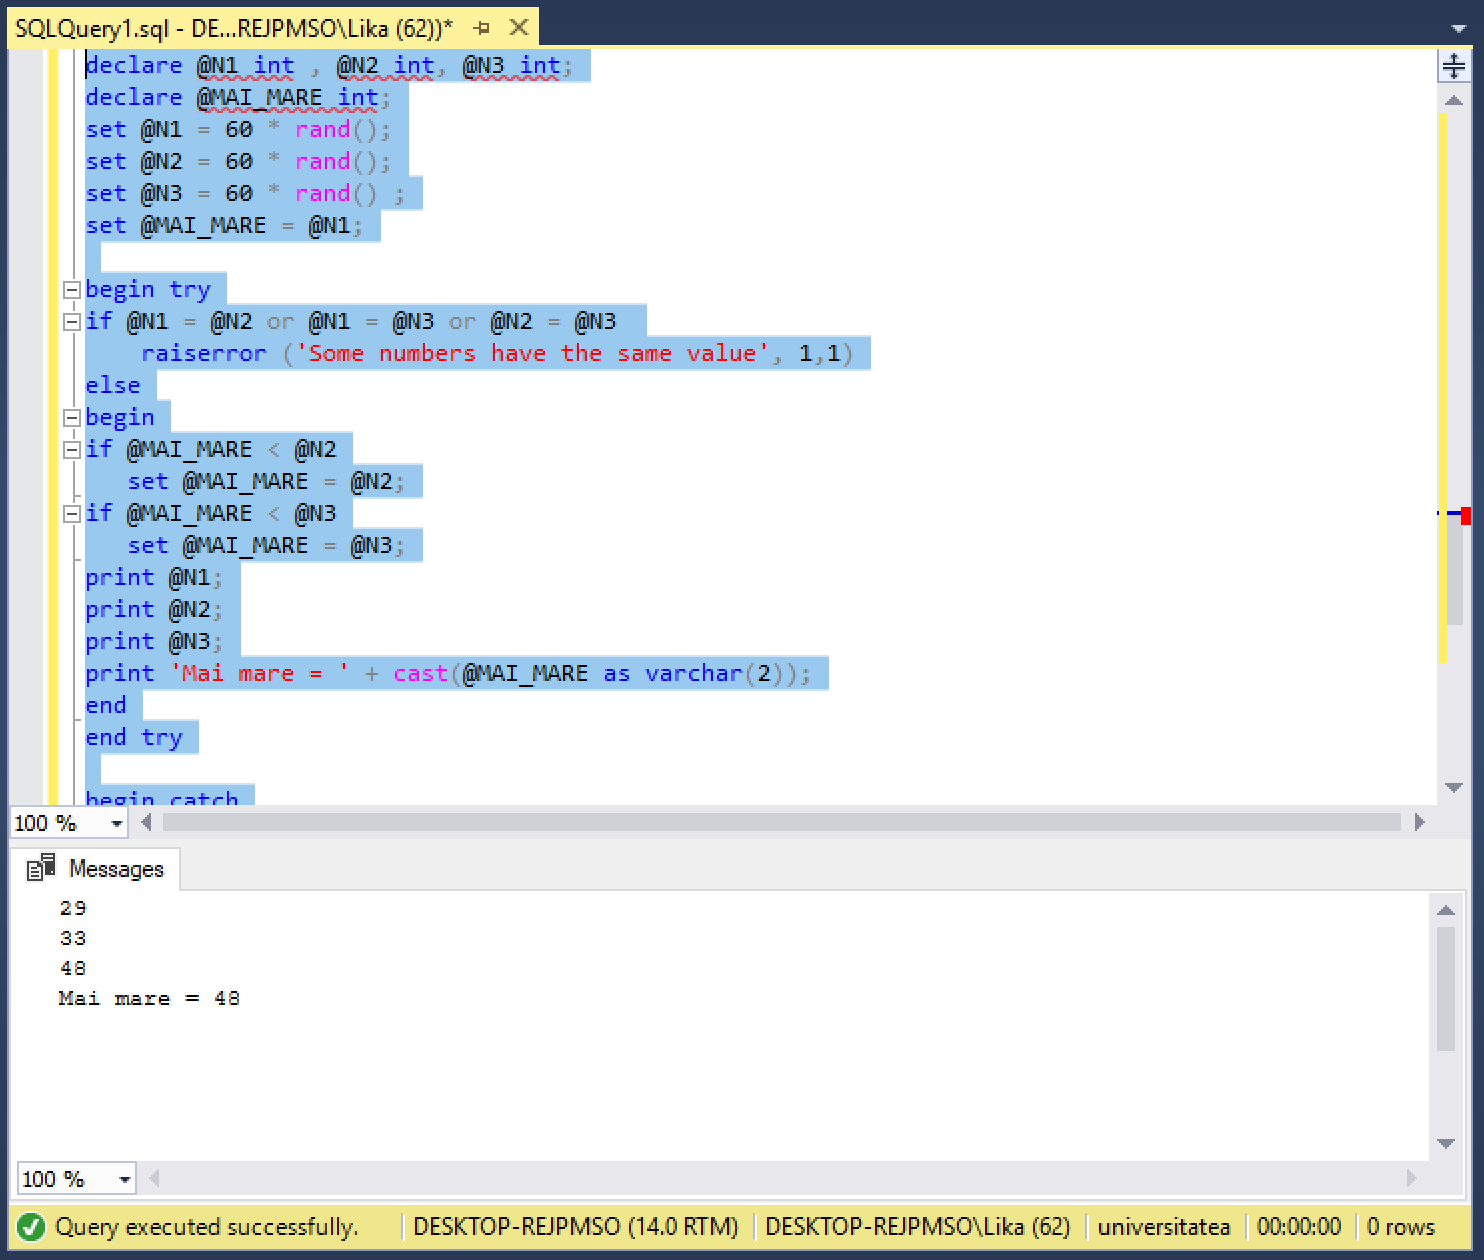 SQLQuery1.sql - DE...REJPMSO\Lika (62))*
declare @N1 int , @N2 int, @N3 int;
declare @MAI_MARE int;
set @N1 = 60 * rand();
set @N2 = 60 * rand();
set @N3 = 60 * rand() ;
set @MAI_MARE = @N1;
begin try
if @N1 = @N2 or @N1 = @N3 or @N2 = @N3
raiserror ('Some numbers have the same value', 1,1)
else
begin
if @MAI_MARE < @N2
set @MAI_MARE = @N2;
if @MAI_MARE < @N3
set @MAI_MARE = @N3;
print @N1;
print @N2;
print @N3;
print 'Mai mare = ' + cast(@MAI_MARE as varchar(2));
end
end try
begin catch
100 %
Messages
29
33
48
Mai mare = 48
100 %
Query executed successfully. DESKTOP-REJPMSO (14.0 RTM) DESKTOP-REJPMSO\Lika (62) universitatea 00:00:00 0 rows